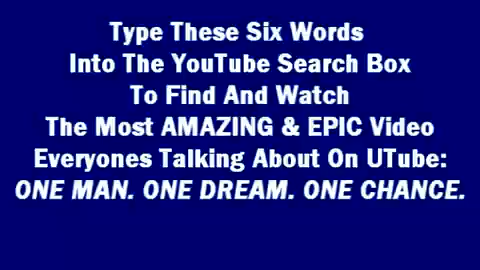 Type These Six Words
Into The YouTube Search Box
To Find And Watch
The Most AMAZING & EPIC Video
Everyones Talking About On UTube:
ONE MAN. ONE DREAM. ONE CHANCE.